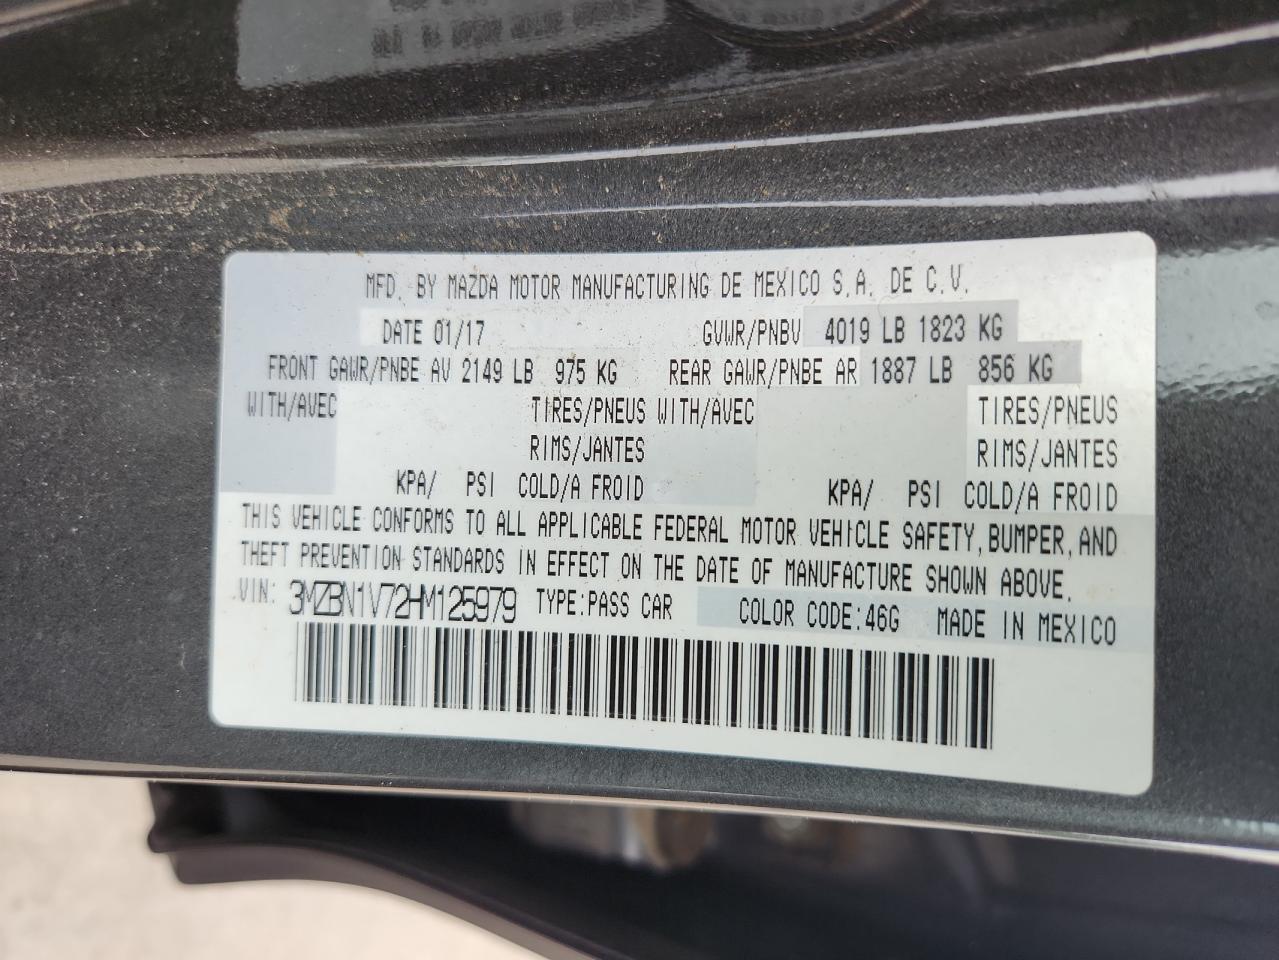 MFD. BY MAZDA MOTOR MANUFACTURING DE MEXICO S.A. DE C.V.
DATE 01/17 GVWR/PNBV 4019 LB 1823 KG
FRONT GAWR/PNBE AV 2149 LB 975 KG REAR GAWR/PNBE AR 1887 LB 856 KG
WITH/AVEC TIRES/PNEUS WITH/AVEC TIRES/PNEUS
RIMS/JANTES RIMS/JANTES
KPA/ PSI COLD/A FROID KPA/ PSI COLD/A FROID
THIS VEHICLE CONFORMS TO ALL APPLICABLE FEDERAL MOTOR VEHICLE SAFETY, BUMPER, AND
THEFT PREVENTION STANDARDS IN EFFECT ON THE DATE OF MANUFACTURE SHOWN ABOVE.
VIN: 3MZBN1V72HM125979 TYPE:PASS CAR COLOR CODE:46G MADE IN MEXICO